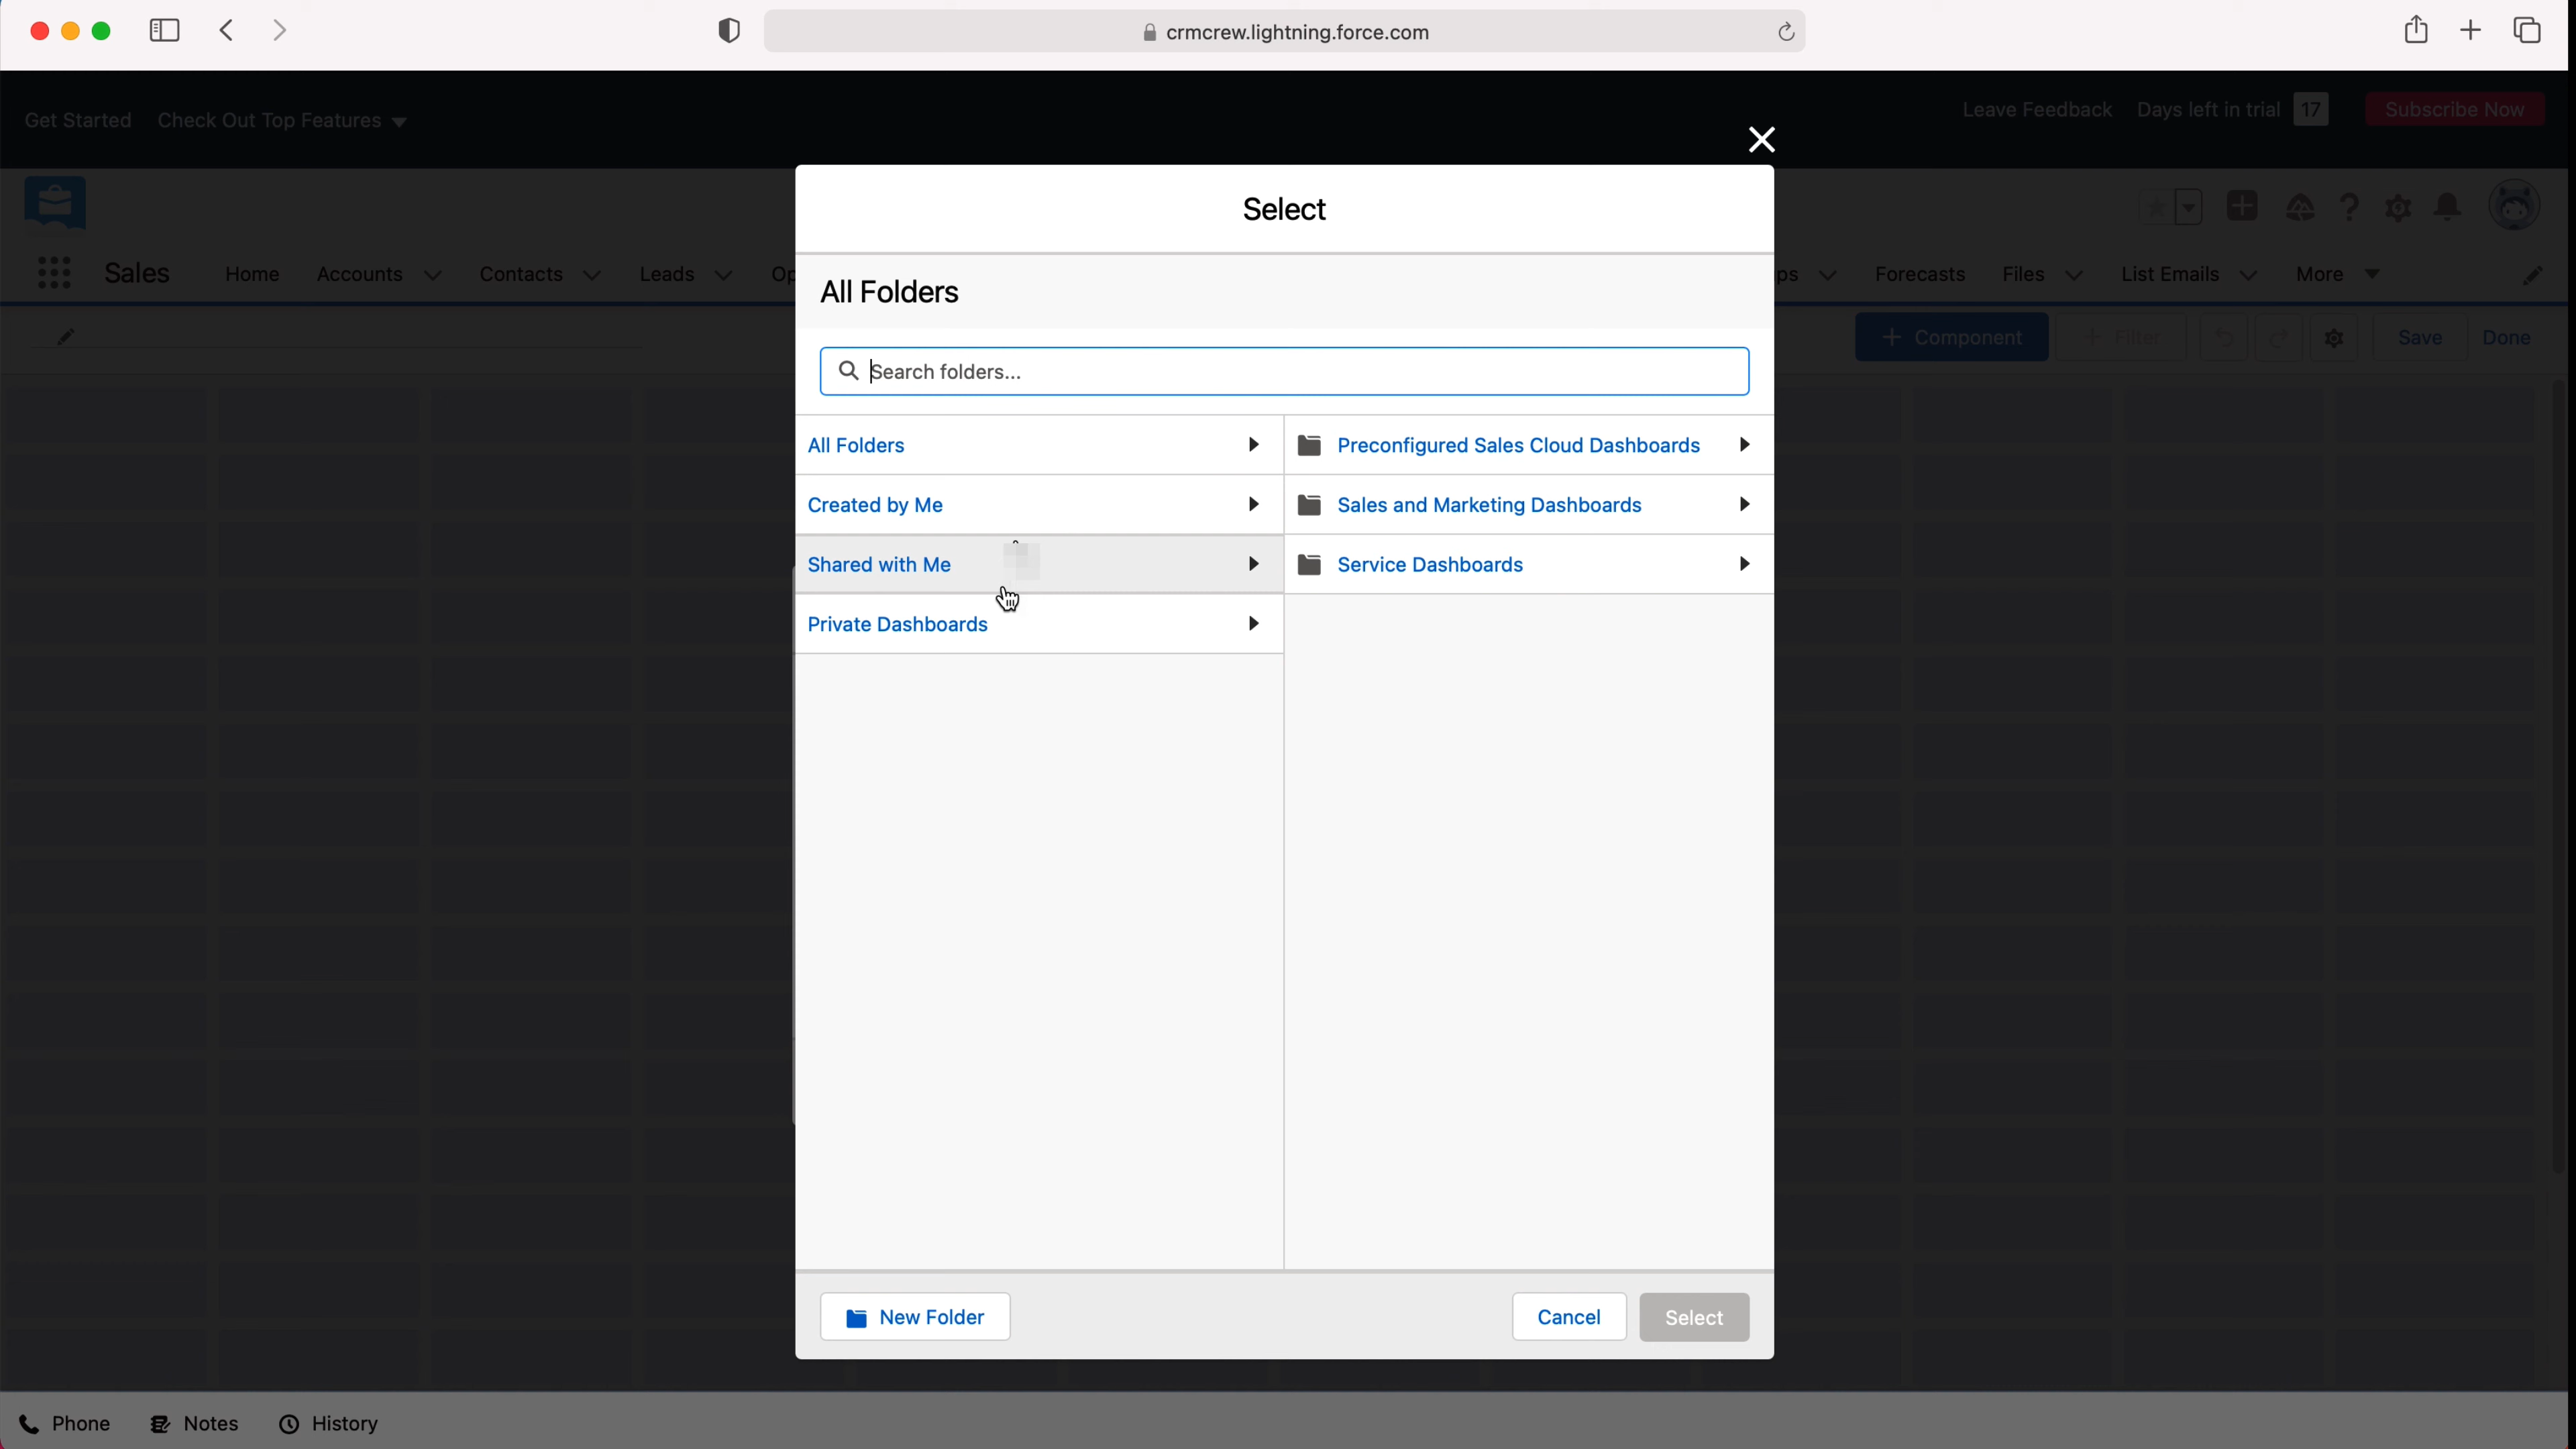 crmcrew.lightning.force.com
Get Started Check Out Top Features
Leave Feedback Days left in trial 17 Subscribe Now
Select
Sales Home Accounts Contacts Leads Op
ps Forecasts Files List Emails More
All Folders
+ Component + Filter Save Done
Search folders...
All Folders
Preconfigured Sales Cloud Dashboards
Created by Me
Sales and Marketing Dashboards
Shared with Me
Service Dashboards
Private Dashboards
New Folder Cancel Select
Phone Notes History